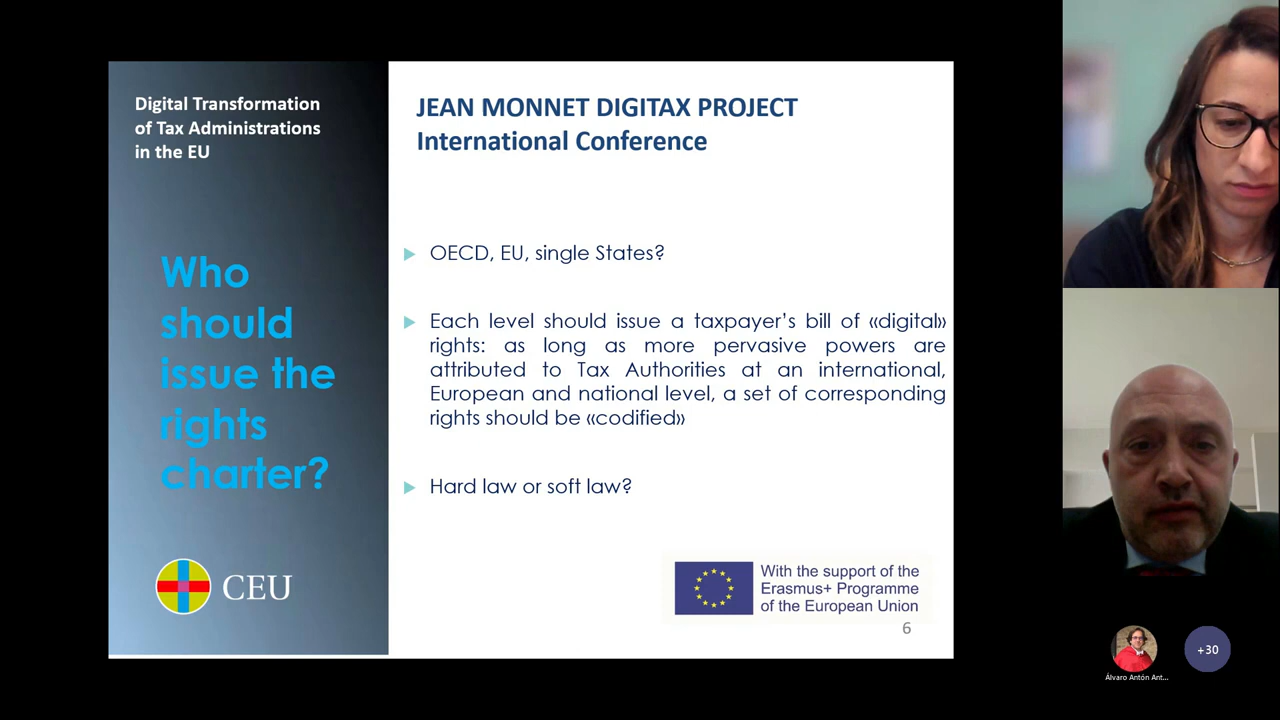 Digital Transformation
of Tax Administrations
in the EU
Who
should
issue the
rights
charter?
CEU
JEAN MONNET DIGITAX PROJECT
International Conference
OECD, EU, single States?
Each level should issue a taxpayer’s bill of «digital»
rights: as long as more pervasive powers are
attributed to Tax Authorities at an international,
European and national level, a set of corresponding
rights should be «codified»
Hard law or soft law?
With the support of the
Erasmus+ Programme
of the European Union
6
Álvaro Antón Ant...
+30